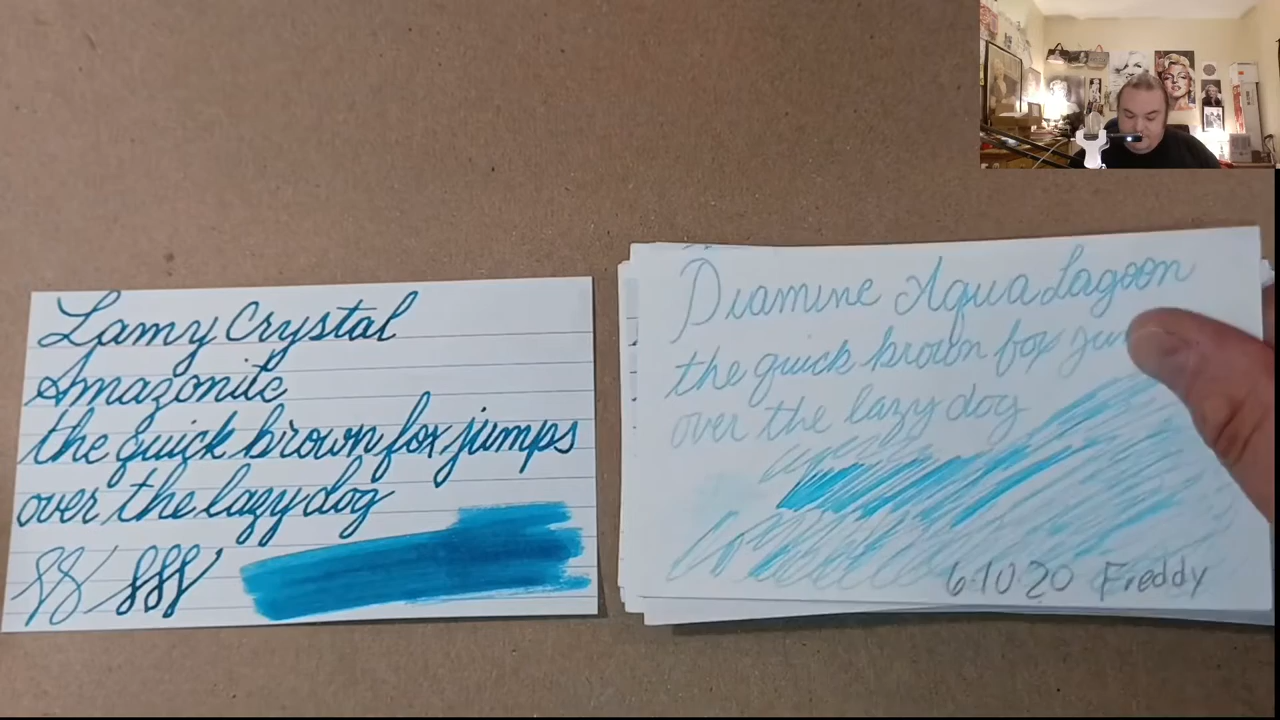 Lamy Crystal
Amazonite
the quick brown fox jumps
over the lazy dog
Diamine Aqua Lagoon
the quick brown fox
over the lazy dog
6·10·20 Freddy